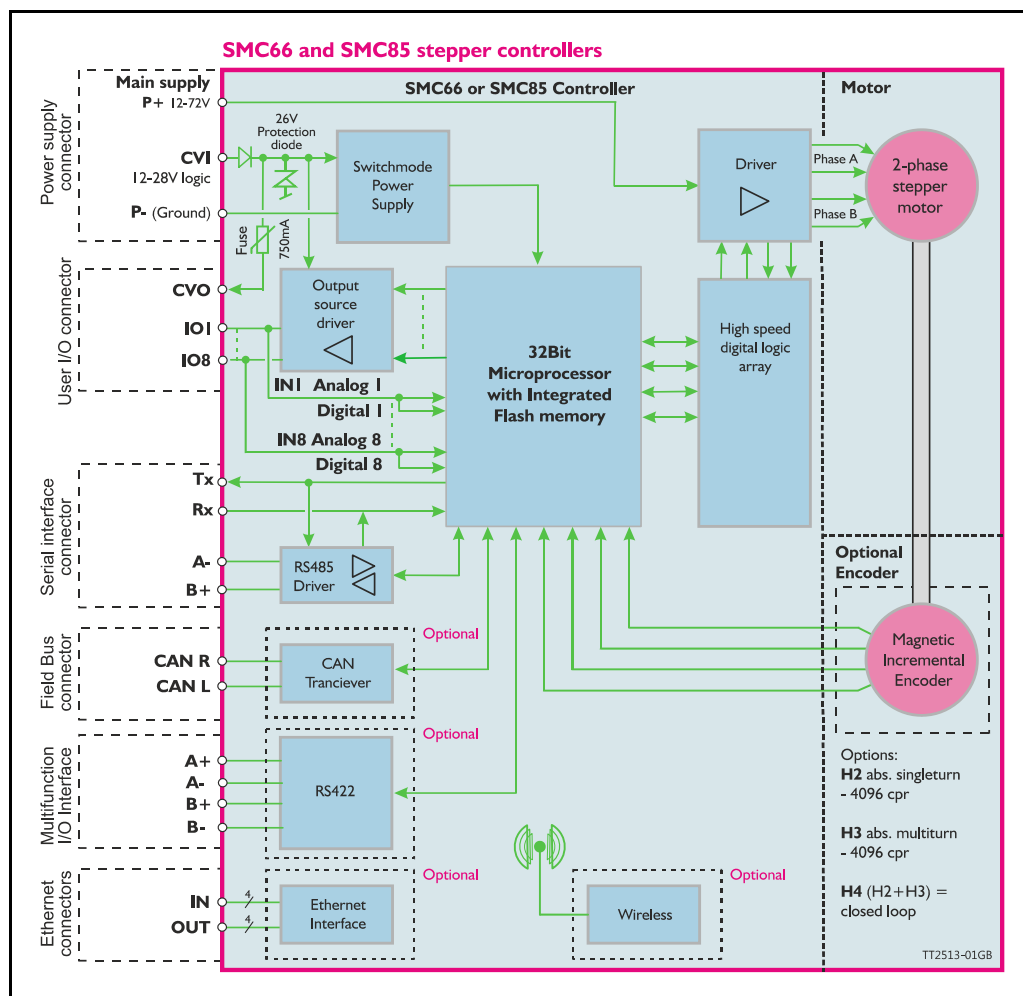 SMC66 and SMC85 stepper controllers
Power supply
connector
Main supply
P+ 12-72V
CVI
12-28V logic
P- (Ground)
SMC66 or SMC85 Controller
Motor
26V
Protection
diode
Switchmode
Power
Supply
Driver
Phase A
Phase B
2-phase
stepper
motor
Fuse
750mA
User I/O connector
CVO
IO1
IO8
Output
source
driver
32Bit
Microprocessor
with Integrated
Flash memory
High speed
digital logic
array
IN1 Analog 1
Digital 1
IN8 Analog 8
Digital 8
Serial interface
connector
Tx
Rx
A-
B+
RS485
Driver
Optional
Encoder
Magnetic
Incremental
Encoder
Field Bus
connector
CAN R
CAN L
Optional
CAN
Tranciever
Multifunction
I/O Interface
A+
A-
B+
B-
Optional
RS422
Options:
H2 abs. singleturn
- 4096 cpr
H3 abs. multiturn
- 4096 cpr
H4 (H2+H3) =
closed loop
Ethernet
connectors
IN
OUT
4
4
Optional
Ethernet
Interface
Optional
Wireless
TT2513-01GB